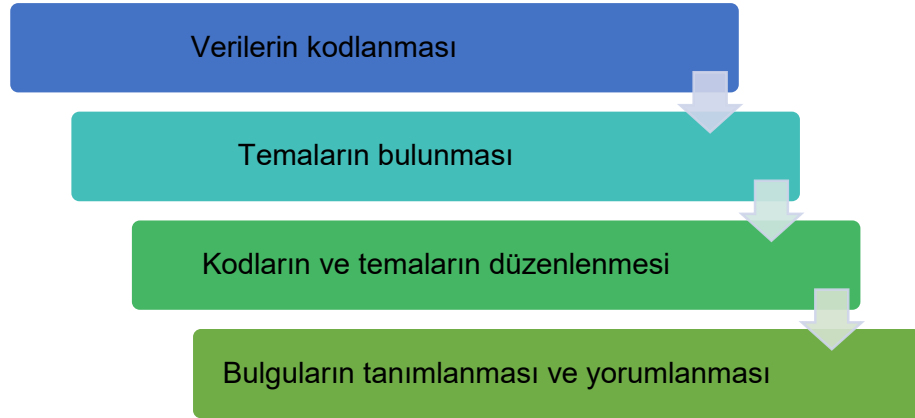 Verilerin kodlanması
Temaların bulunması
Kodların ve temaların düzenlenmesi
Bulguların tanımlanması ve yorumlanması